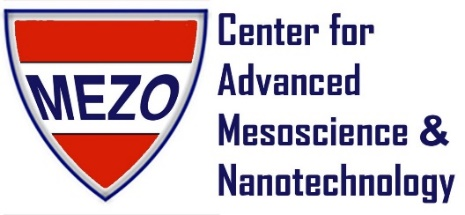 MEZO
Center for
Advanced
Mesoscience &
Nanotechnology